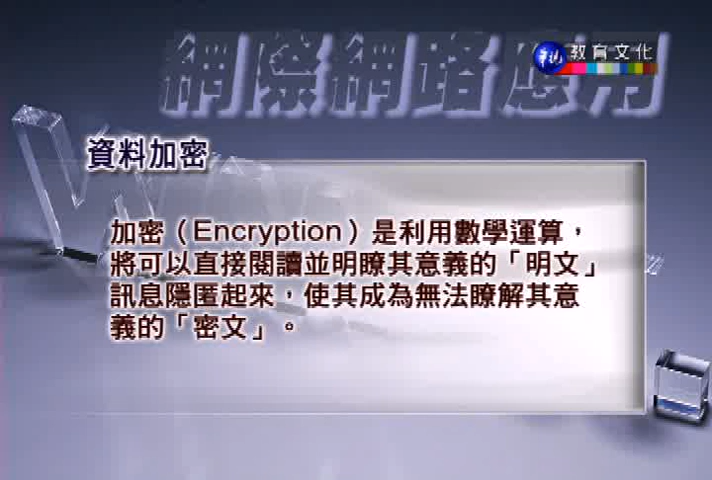 網際網路應用
教育文化
資料加密
加密（Encryption）是利用數學運算，
將可以直接閱讀並明瞭其意義的「明文」
訊息隱匿起來，使其成為無法瞭解其意
義的「密文」。